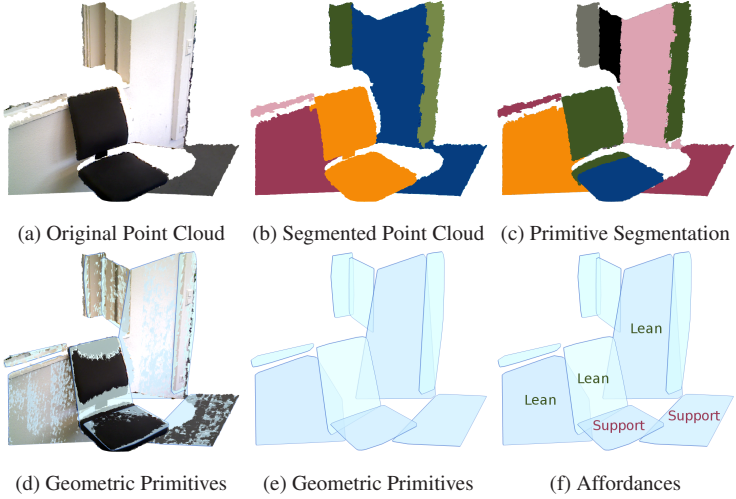 (a) Original Point Cloud
(b) Segmented Point Cloud
(c) Primitive Segmentation
Lean
Lean
Lean
Support
Support
(d) Geometric Primitives
(e) Geometric Primitives
(f) Affordances